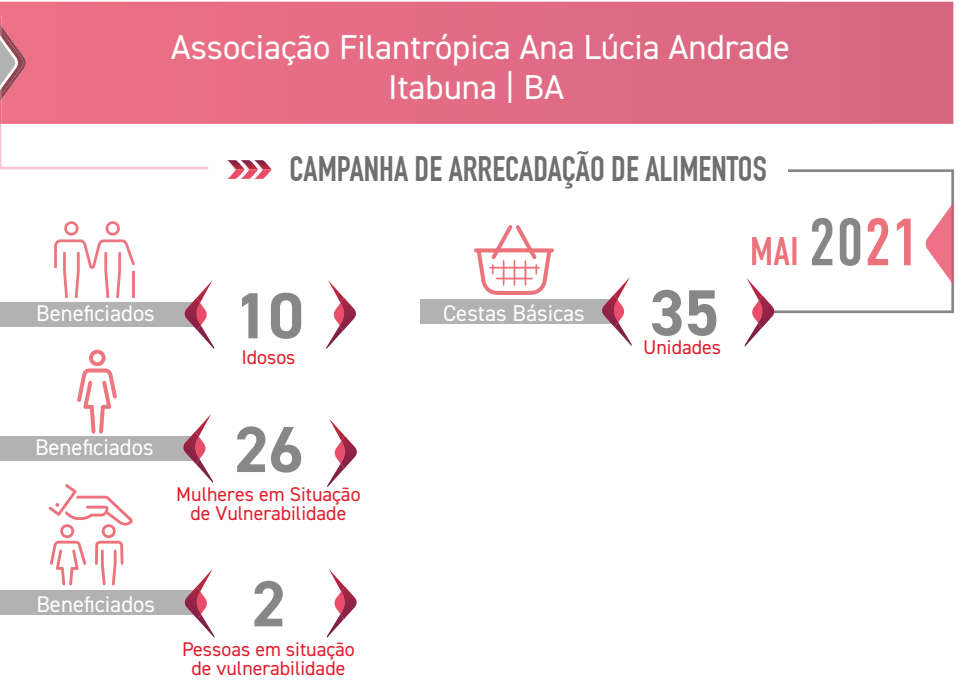 Associação Filantrópica Ana Lúcia Andrade
Itabuna | BA
CAMPANHA DE ARRECADAÇÃO DE ALIMENTOS
MAI 2021
Beneficiados
10
Idosos
Cestas Básicas
35
Unidades
Beneficiados
26
Mulheres em Situação
de Vulnerabilidade
Beneficiados
2
Pessoas em situação
de vulnerabilidade